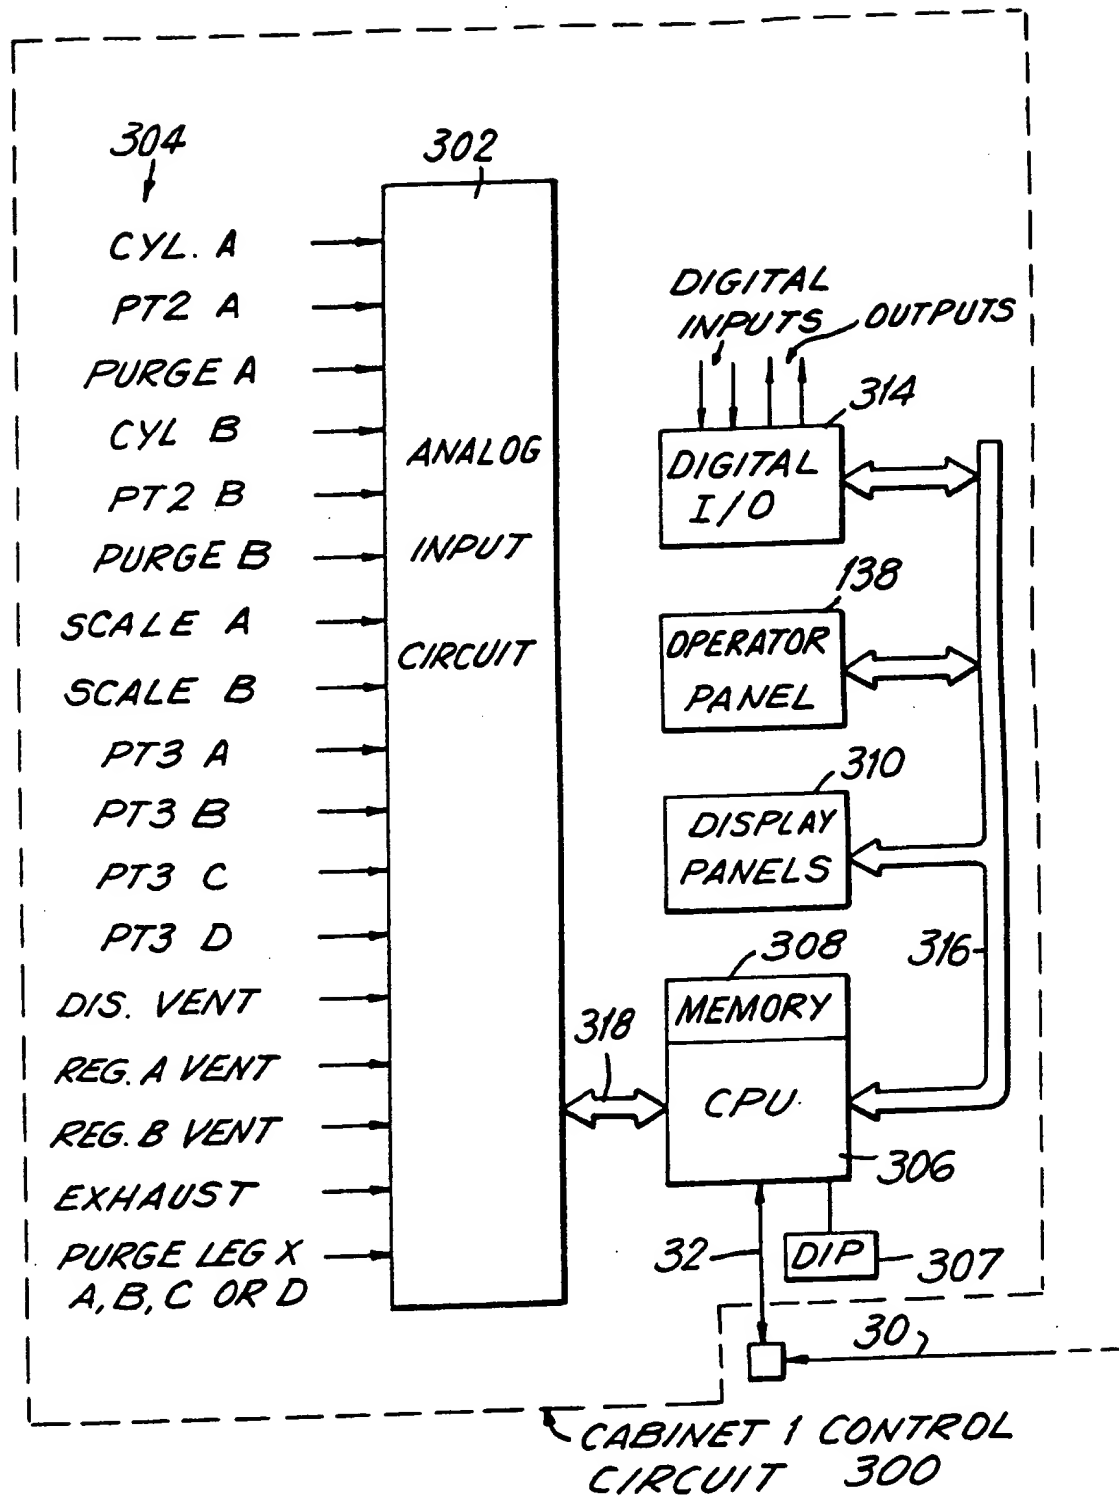 304
302
CYL. A
PT2 A
PURGE A
CYL B
PT2 B
PURGE B
SCALE A
SCALE B
PT3 A
PT3 B
PT3 C
PT3 D
DIS. VENT
REG. A VENT
REG. B VENT
EXHAUST
PURGE LEG X
A, B, C OR D
ANALOG
INPUT
CIRCUIT
DIGITAL
INPUTS
OUTPUTS
314
DIGITAL
I/O
138
OPERATOR
PANEL
310
DISPLAY
PANELS
316
308
MEMORY
318
CPU.
306
32
DIP
307
30
CABINET 1 CONTROL
CIRCUIT 300